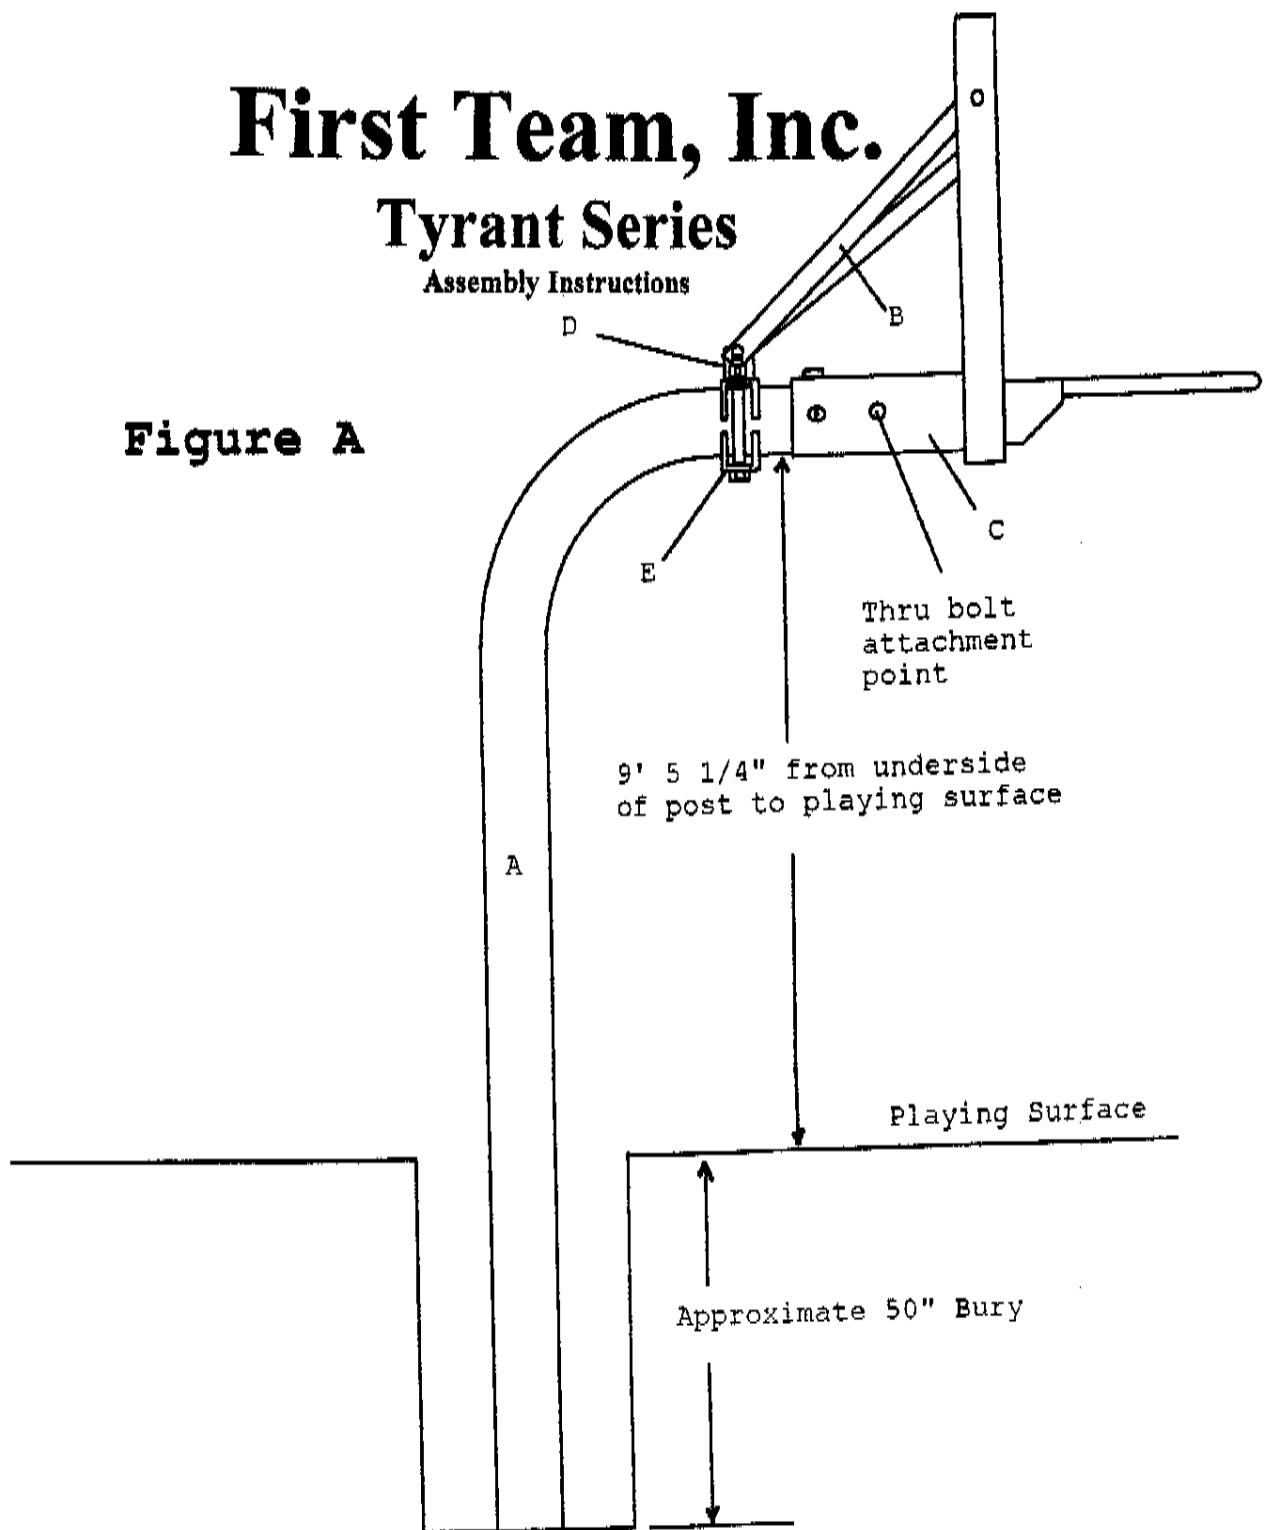 First Team, Inc.
Tyrant Series
Assembly Instructions
D
B
Figure A
C
E
Thru bolt
attachment
point
9' 5 1/4" from underside
of post to playing surface
A
Playing Surface
Approximate 50" Bury